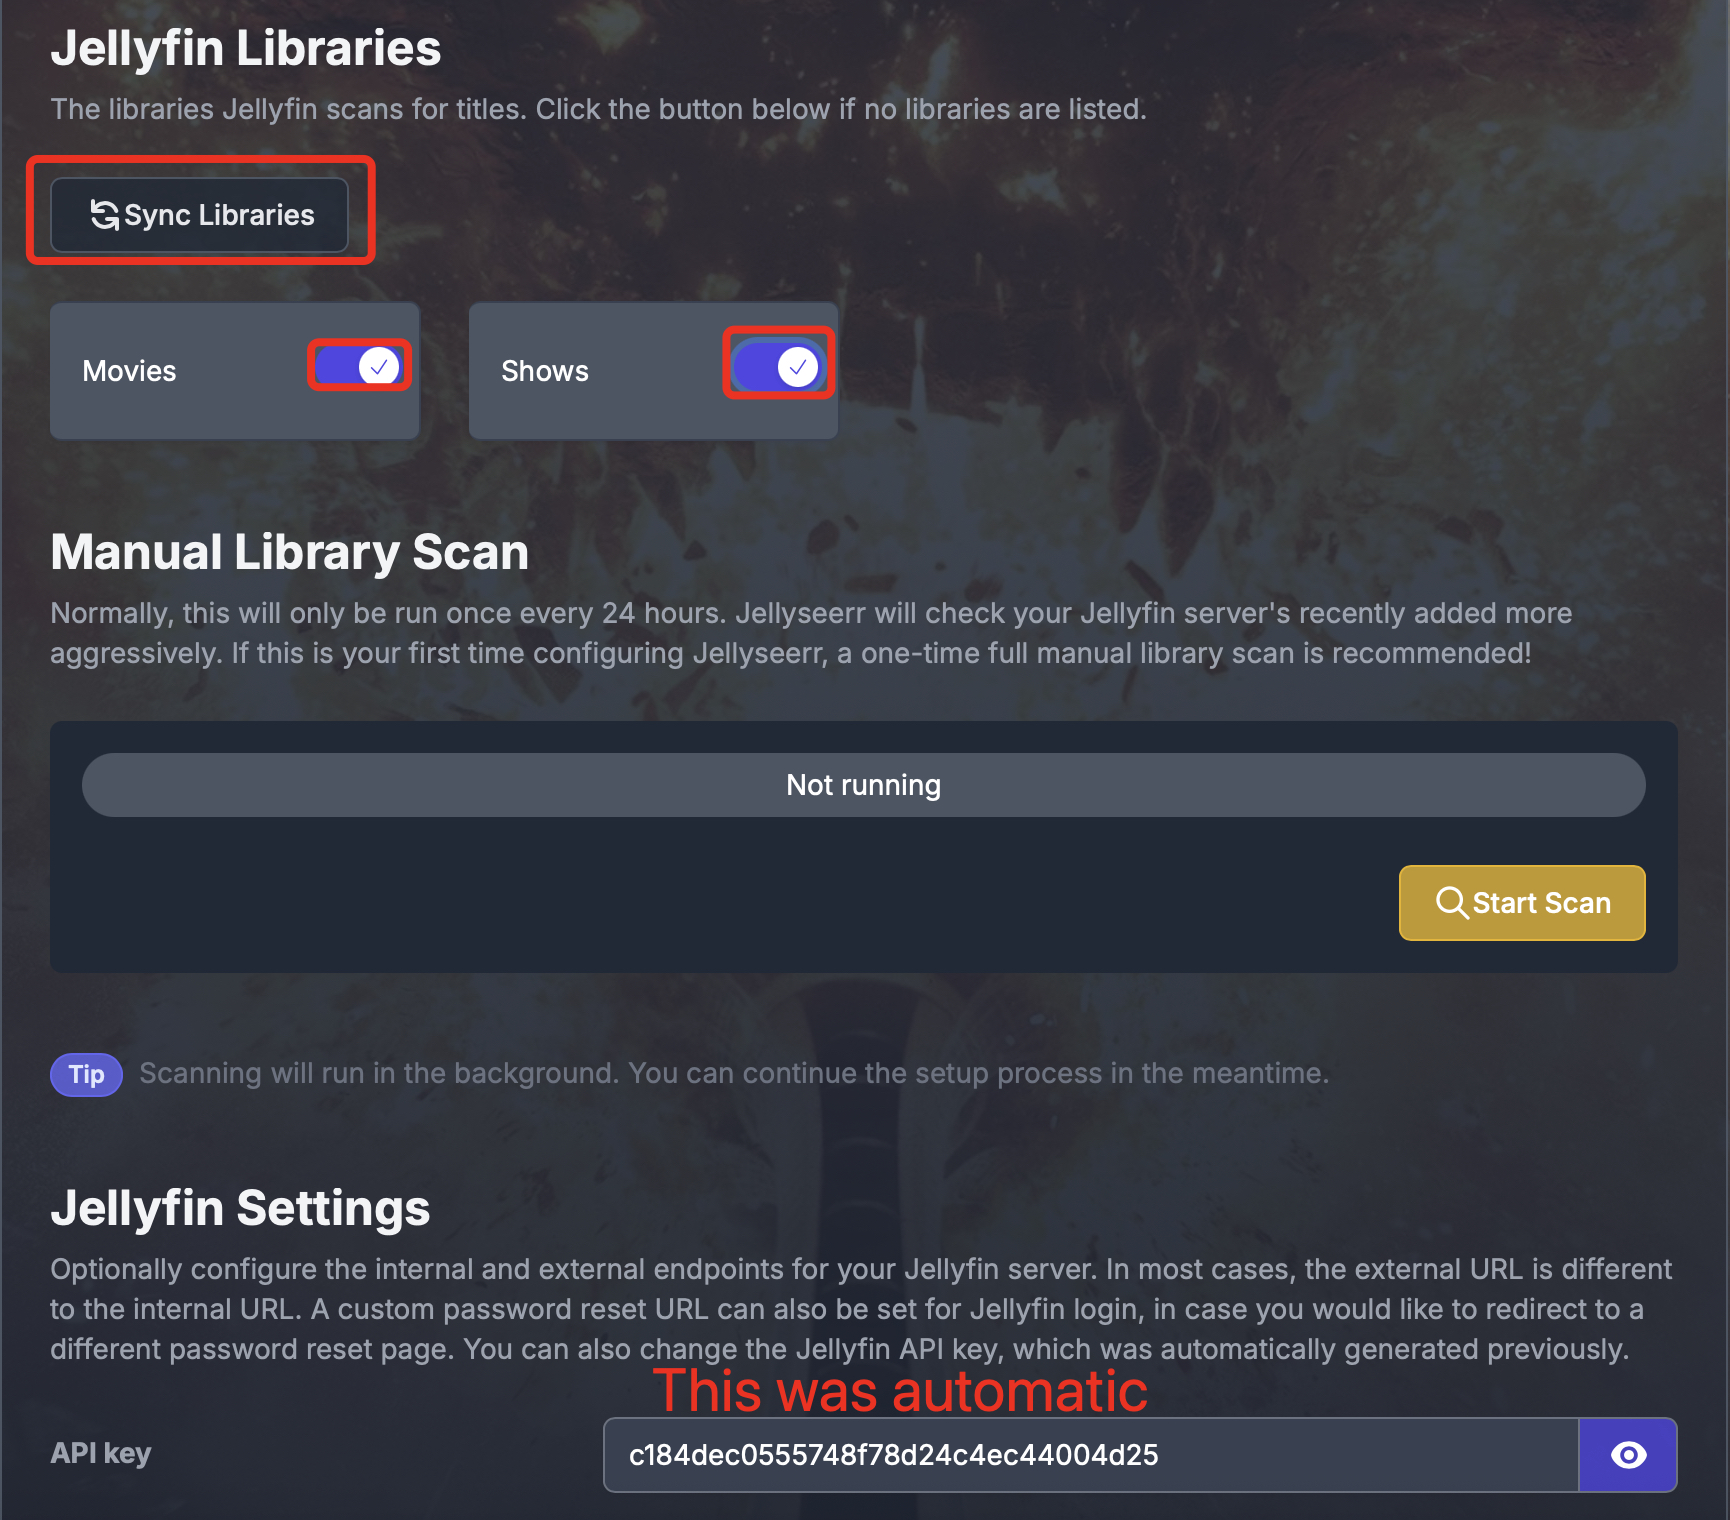 Jellyfin Libraries
The libraries Jellyfin scans for titles. Click the button below if no libraries are listed.
Sync Libraries
Movies
Shows
Manual Library Scan
Normally, this will only be run once every 24 hours. Jellyseerr will check your Jellyfin server's recently added more
aggressively. If this is your first time configuring Jellyseerr, a one-time full manual library scan is recommended!
Not running
Start Scan
Tip Scanning will run in the background. You can continue the setup process in the meantime.
Jellyfin Settings
Optionally configure the internal and external endpoints for your Jellyfin server. In most cases, the external URL is different
to the internal URL. A custom password reset URL can also be set for Jellyfin login, in case you would like to redirect to a
different password reset page. You can also change the Jellyfin API key, which was automatically generated previously.
This was automatic
API key
c184dec0555748f78d24c4ec44004d25